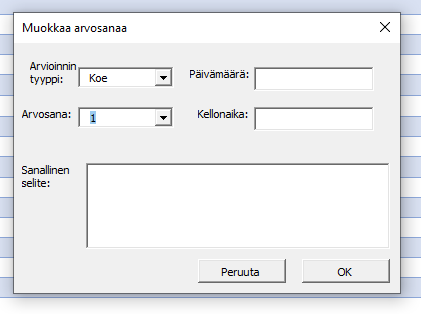 Muokkaa arvosanaa
Arvioinnin
tyyppi:
Koe
Päivämäärä:
Arvosana:
1
Kellonaika:
Sanallinen
selite:
Peruuta
OK